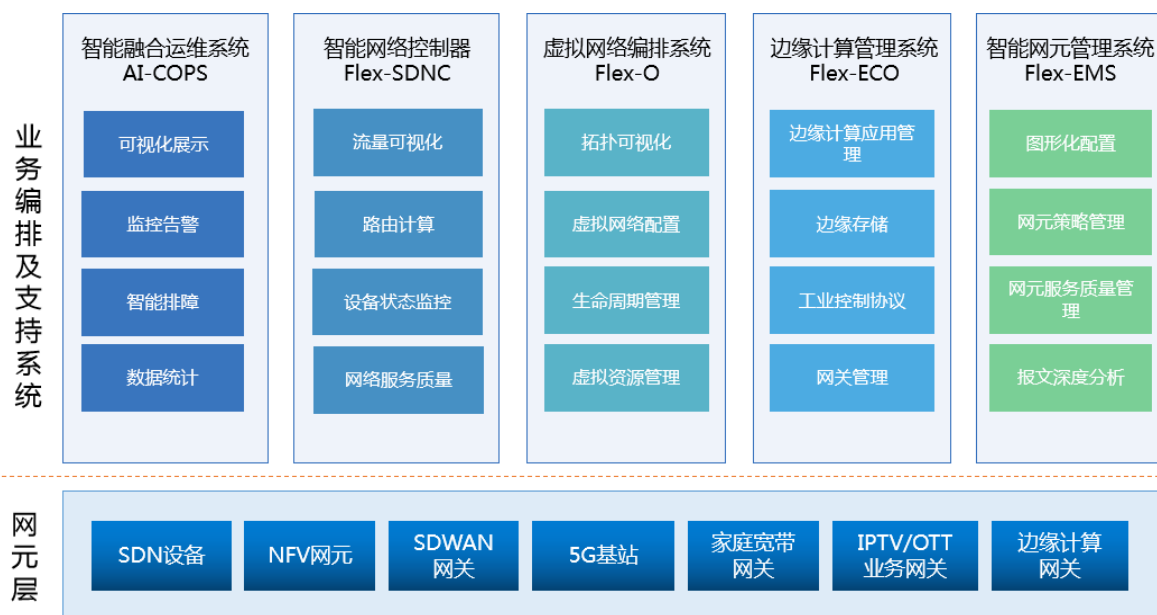 业务编排及支持系统
智能融合运维系统
AI-COPS
可视化展示
监控告警
智能排障
数据统计
智能网络控制器
Flex-SDNC
流量可视化
路由计算
设备状态监控
网络服务质量
虚拟网络编排系统
Flex-O
拓扑可视化
虚拟网络配置
生命周期管理
虚拟资源管理
边缘计算管理系统
Flex-ECO
边缘计算应用管
理
边缘存储
工业控制协议
网关管理
智能网元管理系统
Flex-EMS
图形化配置
网元策略管理
网元服务质量管
理
报文深度分析
网元层
SDN设备
NFV网元
SDWAN
网关
5G基站
家庭宽带
网关
IPTV/OTT
业务网关
边缘计算
网关